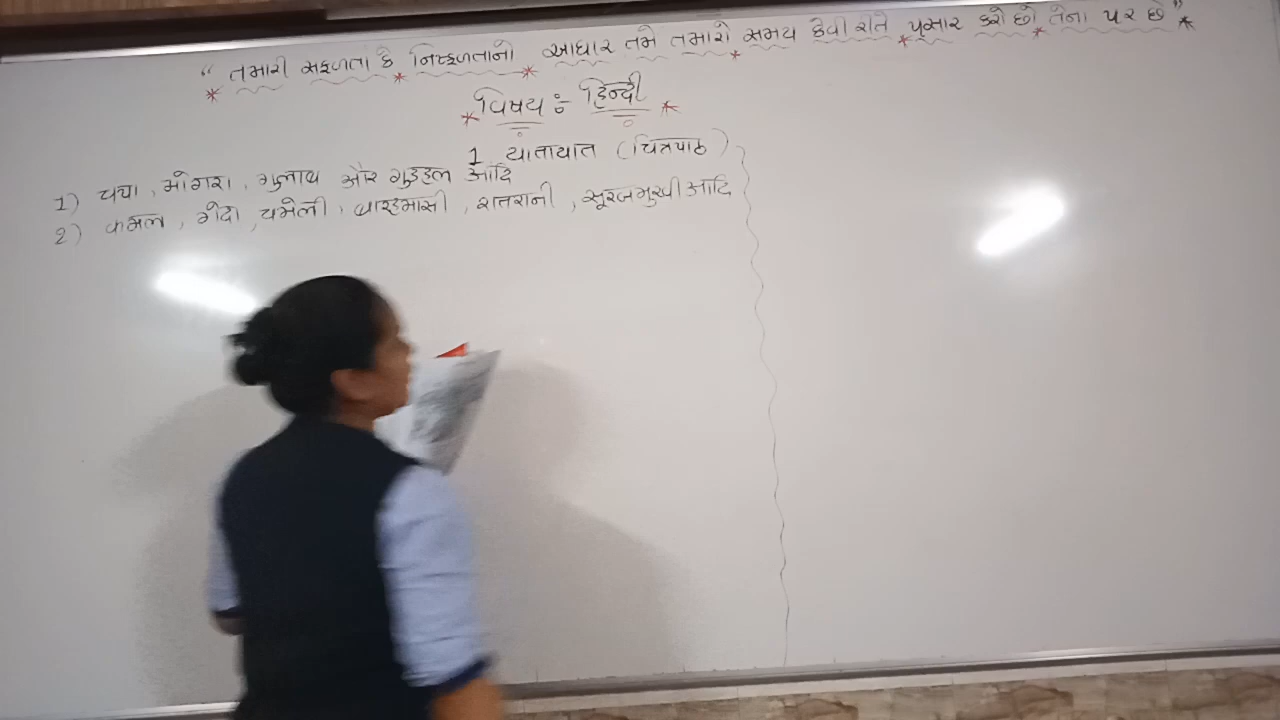 “ તમારી સફળતા કે નિષ્ફળતાનો આધાર તમે તમારો સમય કેવી રીતે પસાર કરો છો તેના પર છે ”
विषय : हिन्दी
1 यातायात (चित्रपाठ)
1) चंपा, मोगरा, गुलाब और गुड़हल आदि
2) कमल, गेंदा, चमेली, बारहमासी, रातरानी, सूरजमुखी आदि